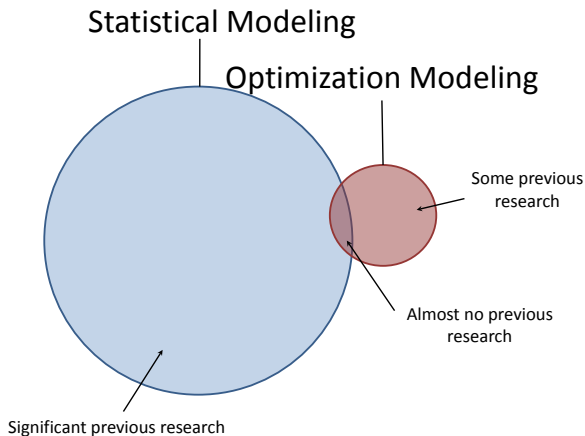 Statistical Modeling
Optimization Modeling
Some previous
research
Almost no previous
research
Significant previous research